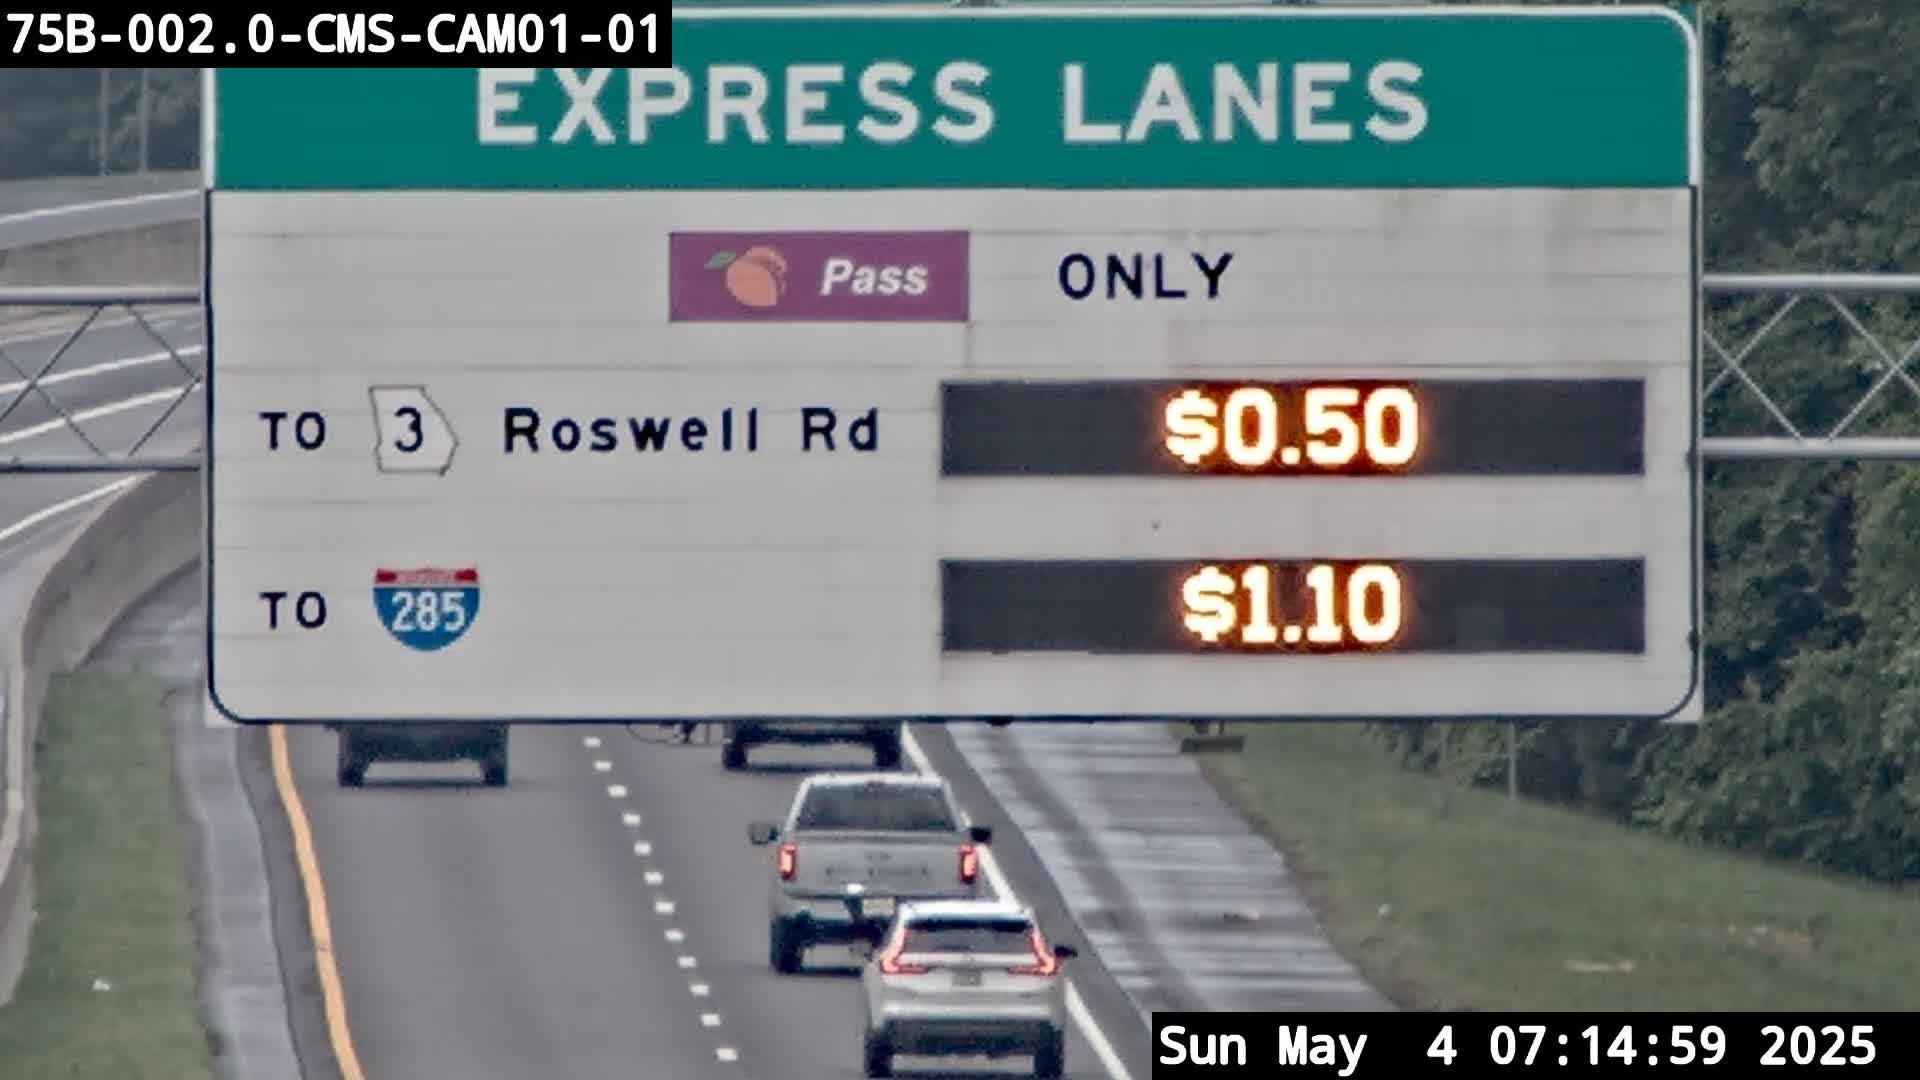 75B-002.0-CMS-CAM01-01
EXPRESS LANES
Pass ONLY
TO 3 Roswell Rd $0.50
TO 285 $1.10
Sun May 4 07:14:59 2025